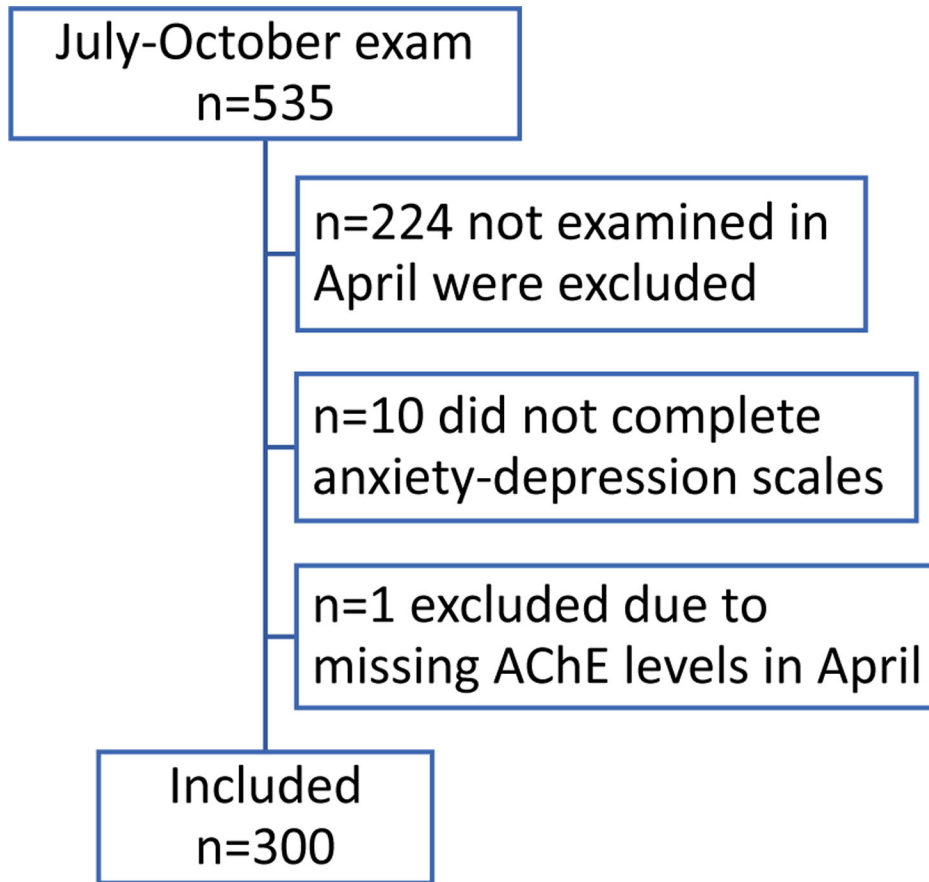 July-October exam
n=535
n=224 not examined in
April were excluded
n=10 did not complete
anxiety-depression scales
n=1 excluded due to
missing AChE levels in April
Included
n=300